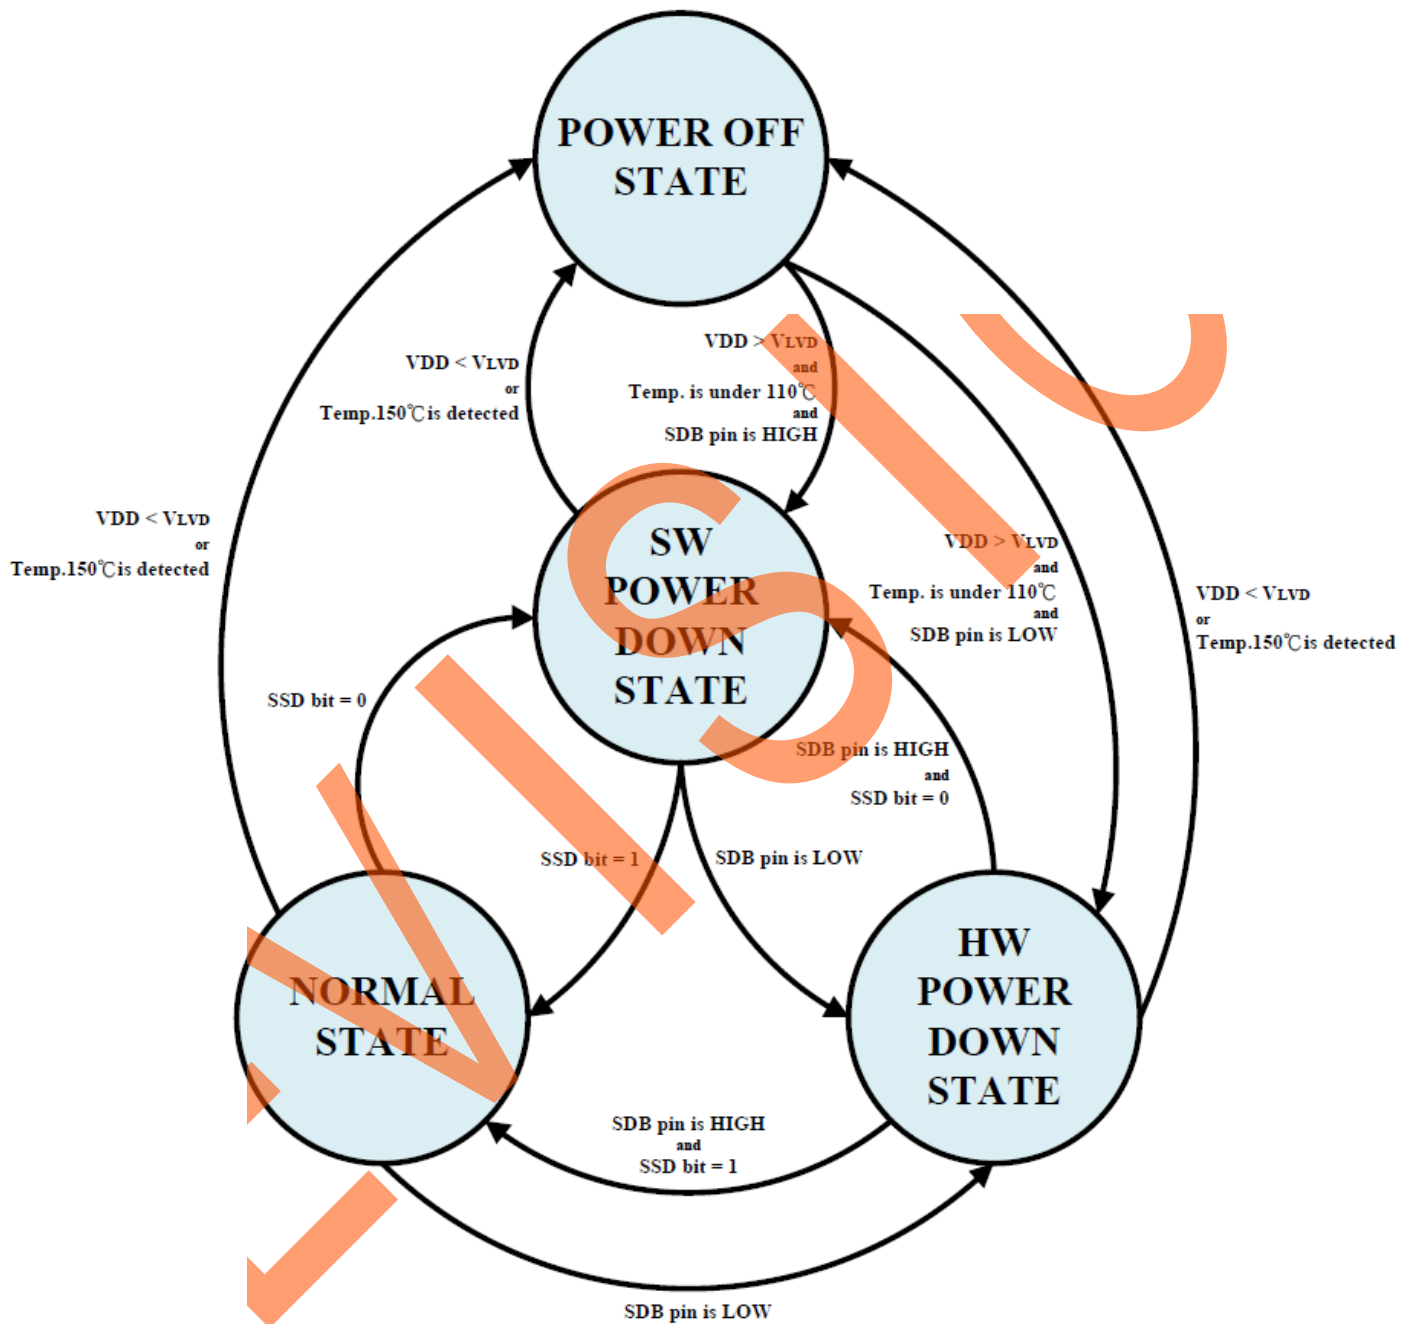 POWER OFF
STATE
VDD > VLVD
and
Temp. is under 110℃
and
SDB pin is HIGH
VDD < VLVD
or
Temp.150℃is detected
VDD < VLVD
or
Temp.150℃is detected
SW
POWER
DOWN
STATE
VDD > VLVD
and
Temp. is under 110℃
and
SDB pin is LOW
VDD < VLVD
or
Temp.150℃is detected
SSD bit = 0
SDB pin is HIGH
and
SSD bit = 0
SSD bit = 1
SDB pin is LOW
NORMAL
STATE
HW
POWER
DOWN
STATE
SDB pin is HIGH
and
SSD bit = 1
SDB pin is LOW